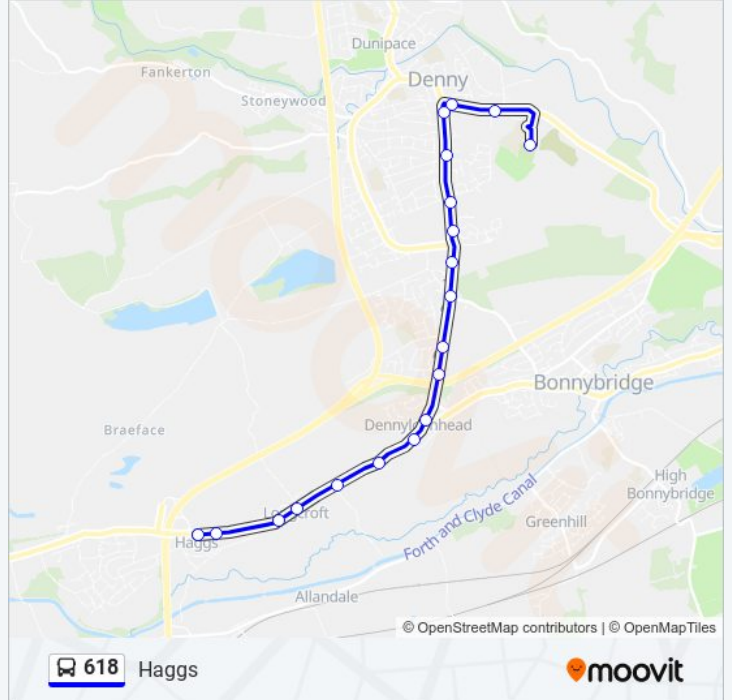 Dunipace
Fankerton
Denny
Stoneywood
Bonnybridge
Dennyloanhead
Braeface
High
Bonnybridge
Forth and Clyde Canal
Longcroft
Greenhill
Haggs
Allandale
© OpenStreetMap contributors | © OpenMapTiles
618 Haggs
moovit